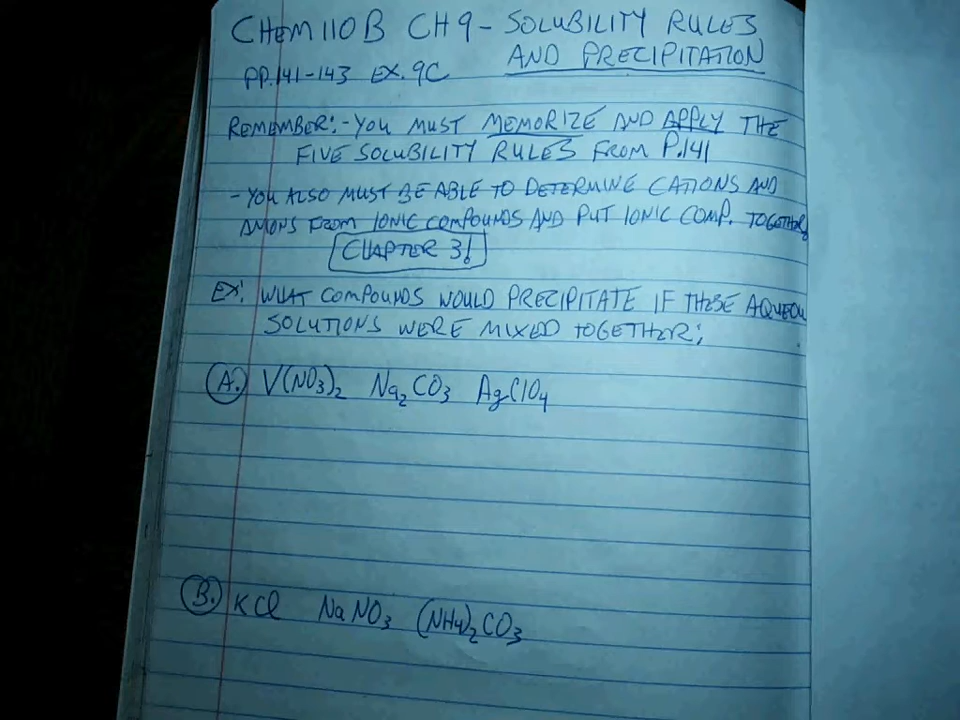 CHEM 110B CH 9 - SOLUBILITY RULES
AND PRECIPITATION
PP.141-143 EX. 9C
REMEMBER: - YOU MUST MEMORIZE AND APPLY THE
FIVE SOLUBILITY RULES FROM P.141
- YOU ALSO MUST BE ABLE TO DETERMINE CATIONS AND
ANIONS FROM IONIC COMPOUNDS AND PUT IONIC COMP. TOGETHER
CHAPTER 3!
EX: WHAT COMPOUNDS WOULD PRECIPITATE IF THESE AQUEOU
SOLUTIONS WERE MIXED TOGETHER:
A. V(NO₃)₂ Na₂CO₃ AgClO₄
B. KCl NaNO₃ (NH₄)₂CO₃